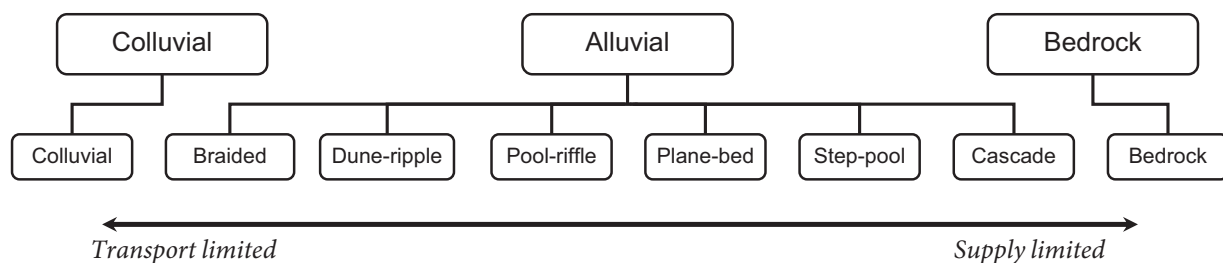 Colluvial
Alluvial
Bedrock
Colluvial
Braided
Dune-ripple
Pool-riffle
Plane-bed
Step-pool
Cascade
Bedrock
Transport limited
Supply limited